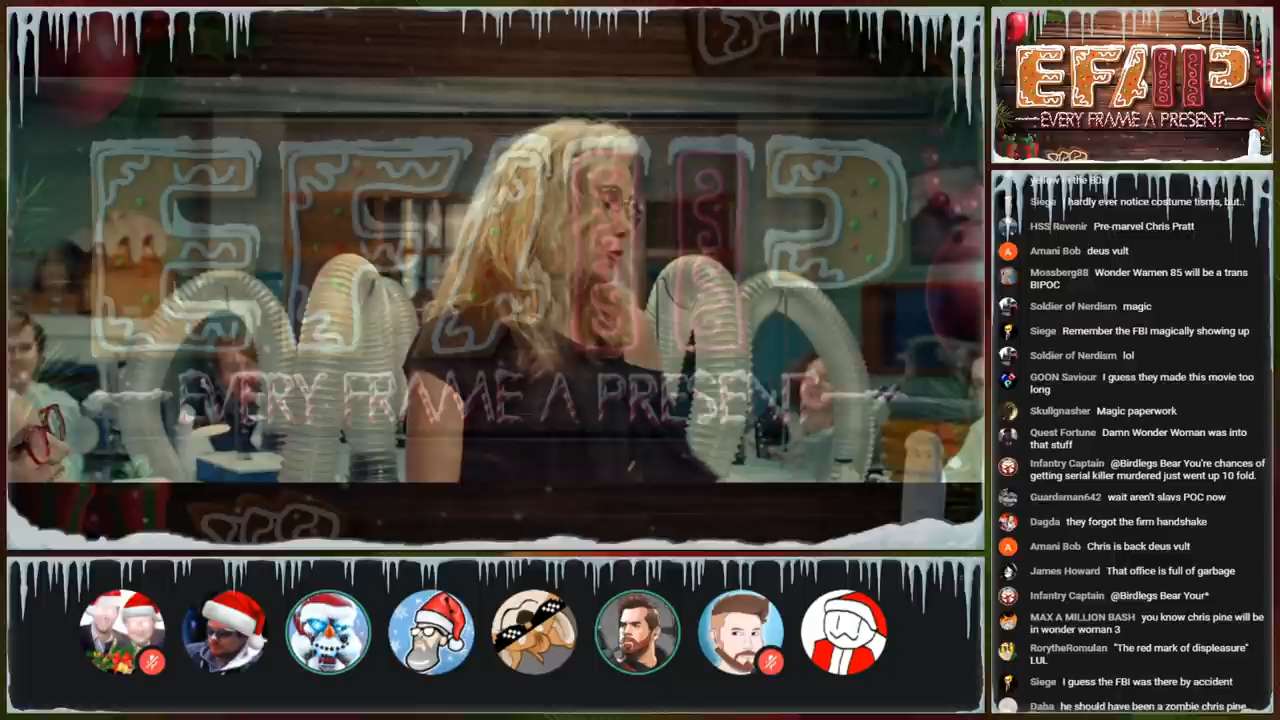 EFAP
EVERY FRAME A PRESENT
EFAP
EVERY FRAME A PRESENT
yellow in the 80s
Siege I hardly ever notice costume tisms, but..
HSS Revenir Pre-marvel Chris Pratt
A Amani Bob deus vult
Mossberg88 Wonder Wamen 85 will be a trans
BIPOC
Soldier of Nerdism magic
Siege Remember the FBI magically showing up
Soldier of Nerdism lol
GOON Saviour I guess they made this movie too
long
Skullgnasher Magic paperwork
Quest Fortune Damn Wonder Woman was into
that stuff
Infantry Captain @Birdlegs Bear You're chances of
getting serial killer murdered just went up 10 fold.
Guardsman642 wait aren't slavs POC now
Dagda they forgot the firm handshake
A Amani Bob Chris is back deus vult
James Howard That office is full of garbage
Infantry Captain @Birdlegs Bear Your*
MAX A MILLION BASH you know chris pine will be
in wonder woman 3
RorytheRomulan "The red mark of displeasure"
LUL
Siege I guess the FBI was there by accident
Daba he should have been a zombie chris pine